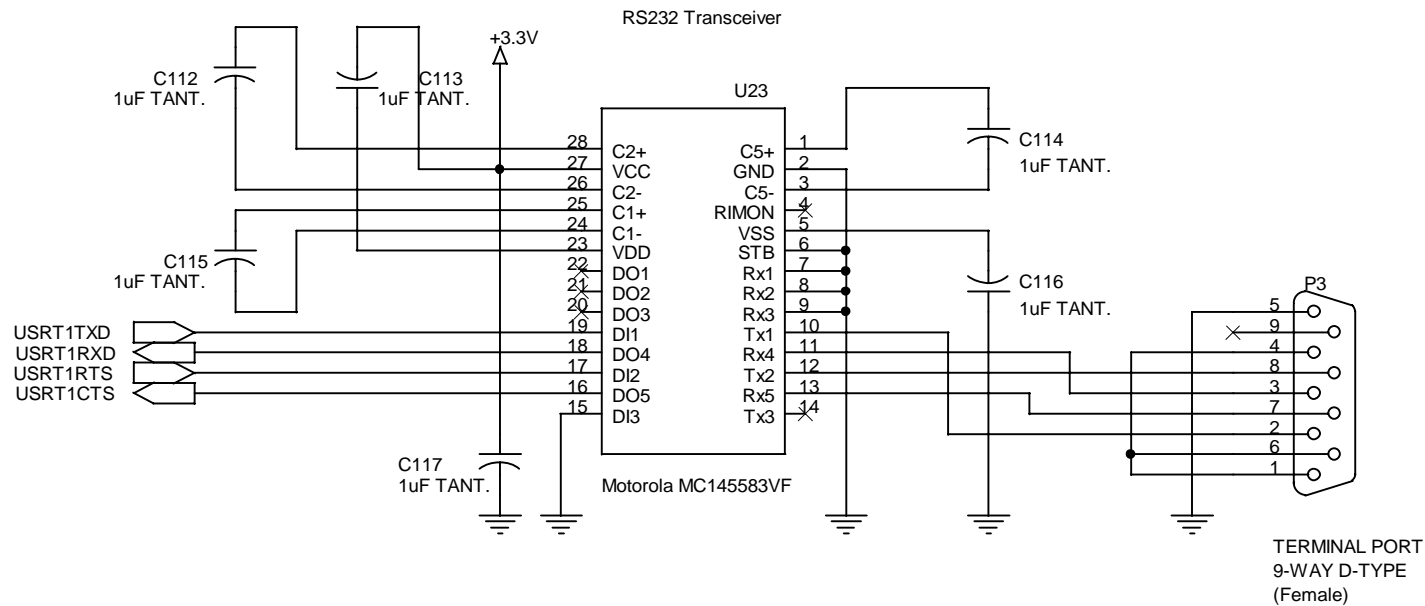 RS232 Transceiver
+3.3V
C112
1uF TANT.
C113
1uF TANT.
U23
C114
1uF TANT.
28 C2+
27 VCC
26 C2-
25 C1+
24 C1-
23 VDD
22 DO1
21 DO2
20 DO3
19 DI1
18 DO4
17 DI2
16 DO5
15 DI3
C5+ 1
GND 2
C5- 3
RIMON 4
VSS 5
STB 6
Rx1 7
Rx2 8
Rx3 9
Tx1 10
Rx4 11
Tx2 12
Rx5 13
Tx3 14
C115
1uF TANT.
C116
1uF TANT.
USRT1TXD
USRT1RXD
USRT1RTS
USRT1CTS
P3
5
9
4
8
3
7
2
6
1
C117
1uF TANT.
Motorola MC145583VF
TERMINAL PORT
9-WAY D-TYPE
(Female)